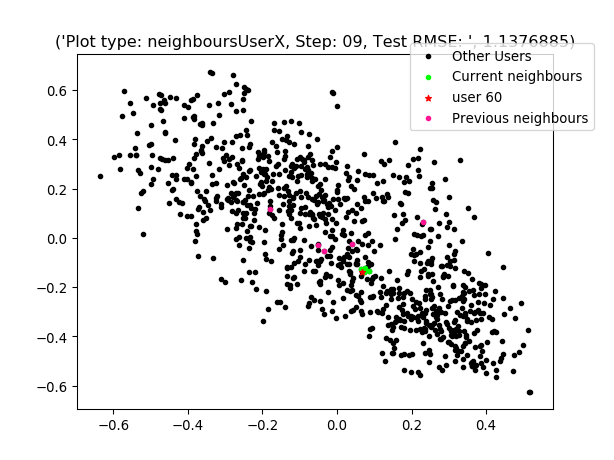 ('Plot type: neighboursUserX, Step: 09, Test RMSE: ', 1.1376885)
Other Users
Current neighbours
user 60
Previous neighbours
0.6
0.4
0.2
0.0
−0.2
−0.4
−0.6
−0.6 −0.4 −0.2 0.0 0.2 0.4